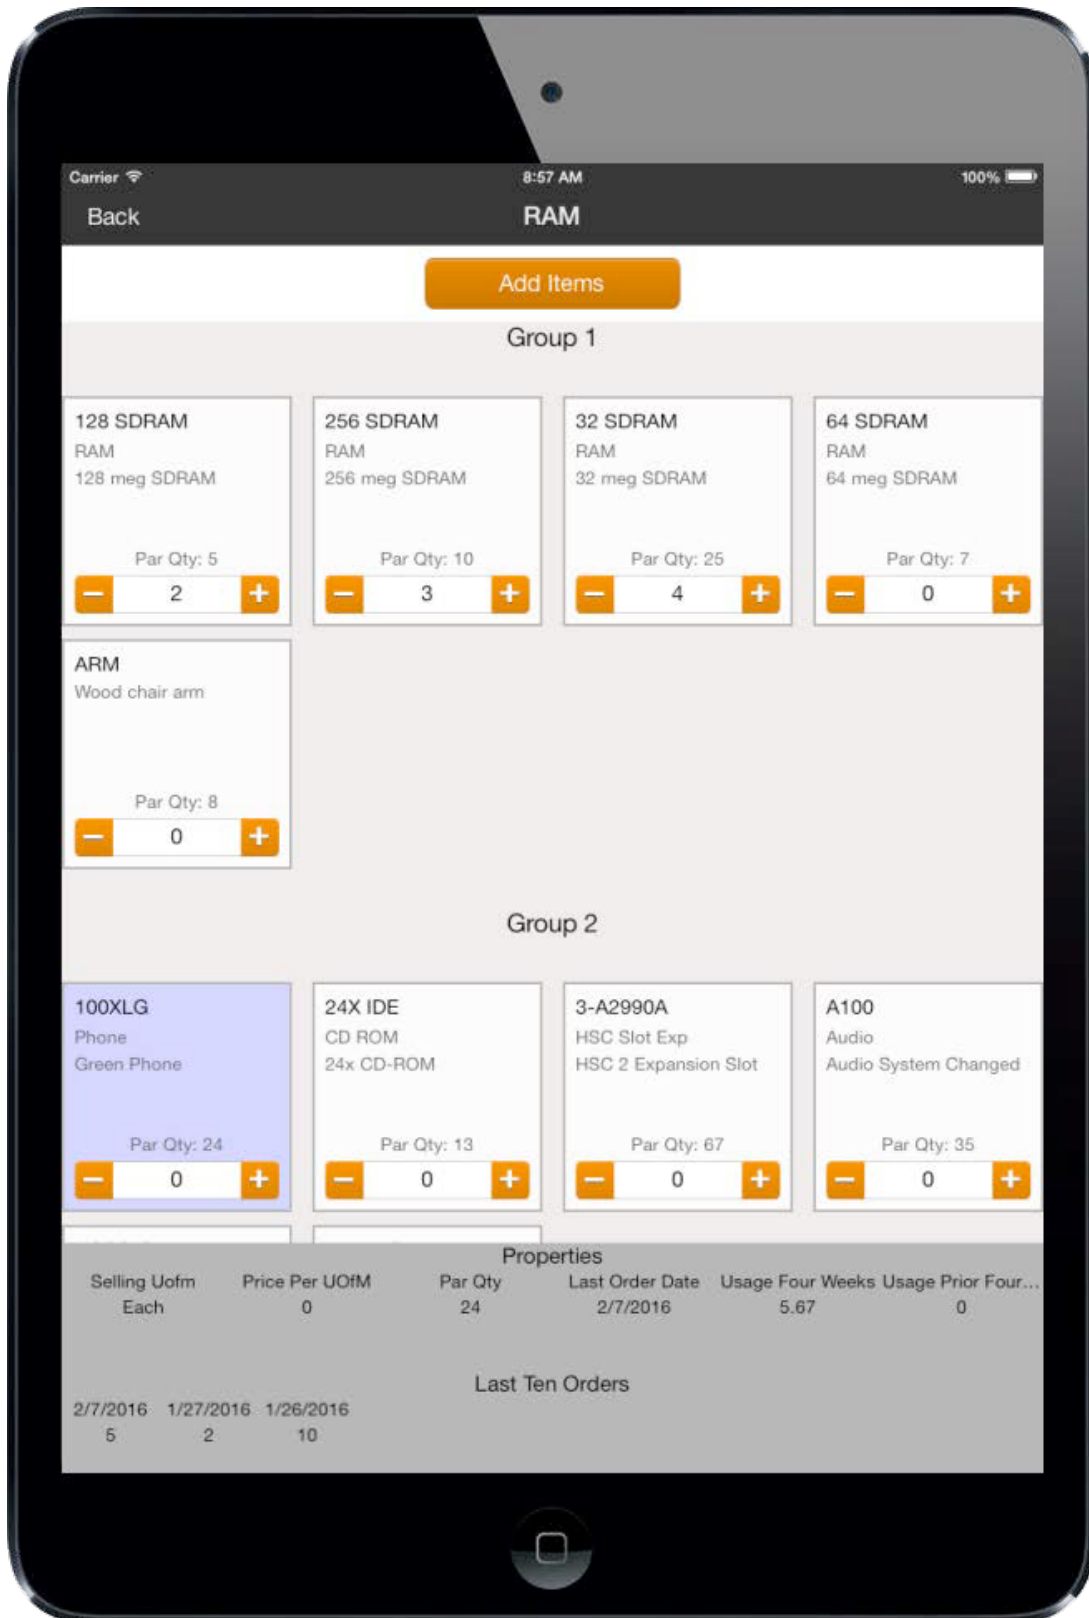 Carrier 8:57 AM 100%
Back RAM
Add Items
Group 1
128 SDRAM
RAM
128 meg SDRAM
Par Qty: 5
2
256 SDRAM
RAM
256 meg SDRAM
Par Qty: 10
3
32 SDRAM
RAM
32 meg SDRAM
Par Qty: 25
4
64 SDRAM
RAM
64 meg SDRAM
Par Qty: 7
0
ARM
Wood chair arm
Par Qty: 8
0
Group 2
100XLG
Phone
Green Phone
Par Qty: 24
0
24X IDE
CD ROM
24x CD-ROM
Par Qty: 13
0
3-A2990A
HSC Slot Exp
HSC 2 Expansion Slot
Par Qty: 67
0
A100
Audio
Audio System Changed
Par Qty: 35
0
Properties
Selling Uofm Price Per UOfM Par Qty Last Order Date Usage Four Weeks Usage Prior Four...
Each 0 24 2/7/2016 5.67 0
Last Ten Orders
2/7/2016 1/27/2016 1/26/2016
5 2 10